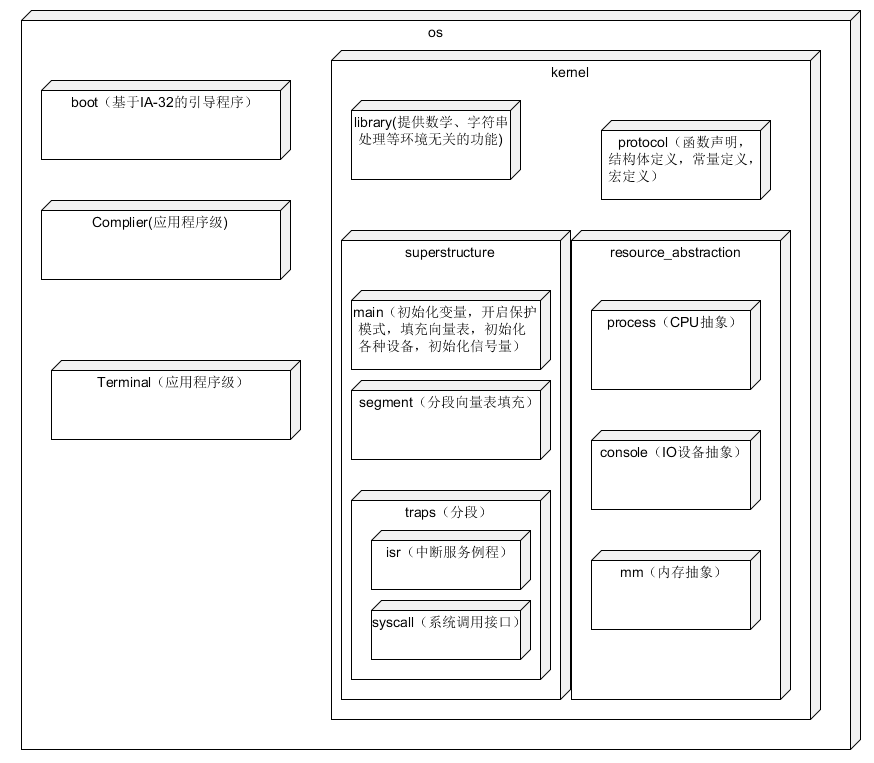 os
kernel
boot（基于IA-32的引导程序）
library(提供数学、字符串
处理等环境无关的功能)
protocol（函数声明，
结构体定义，常量定义，
宏定义）
Complier(应用程序级)
Terminal（应用程序级）
superstructure
main（初始化变量，开启保护
模式，填充向量表，初始化
各种设备，初始化信号量）
segment（分段向量表填充）
traps（分段）
isr（中断服务例程）
syscall（系统调用接口）
resource_abstraction
process（CPU抽象）
console（IO设备抽象）
mm（内存抽象）